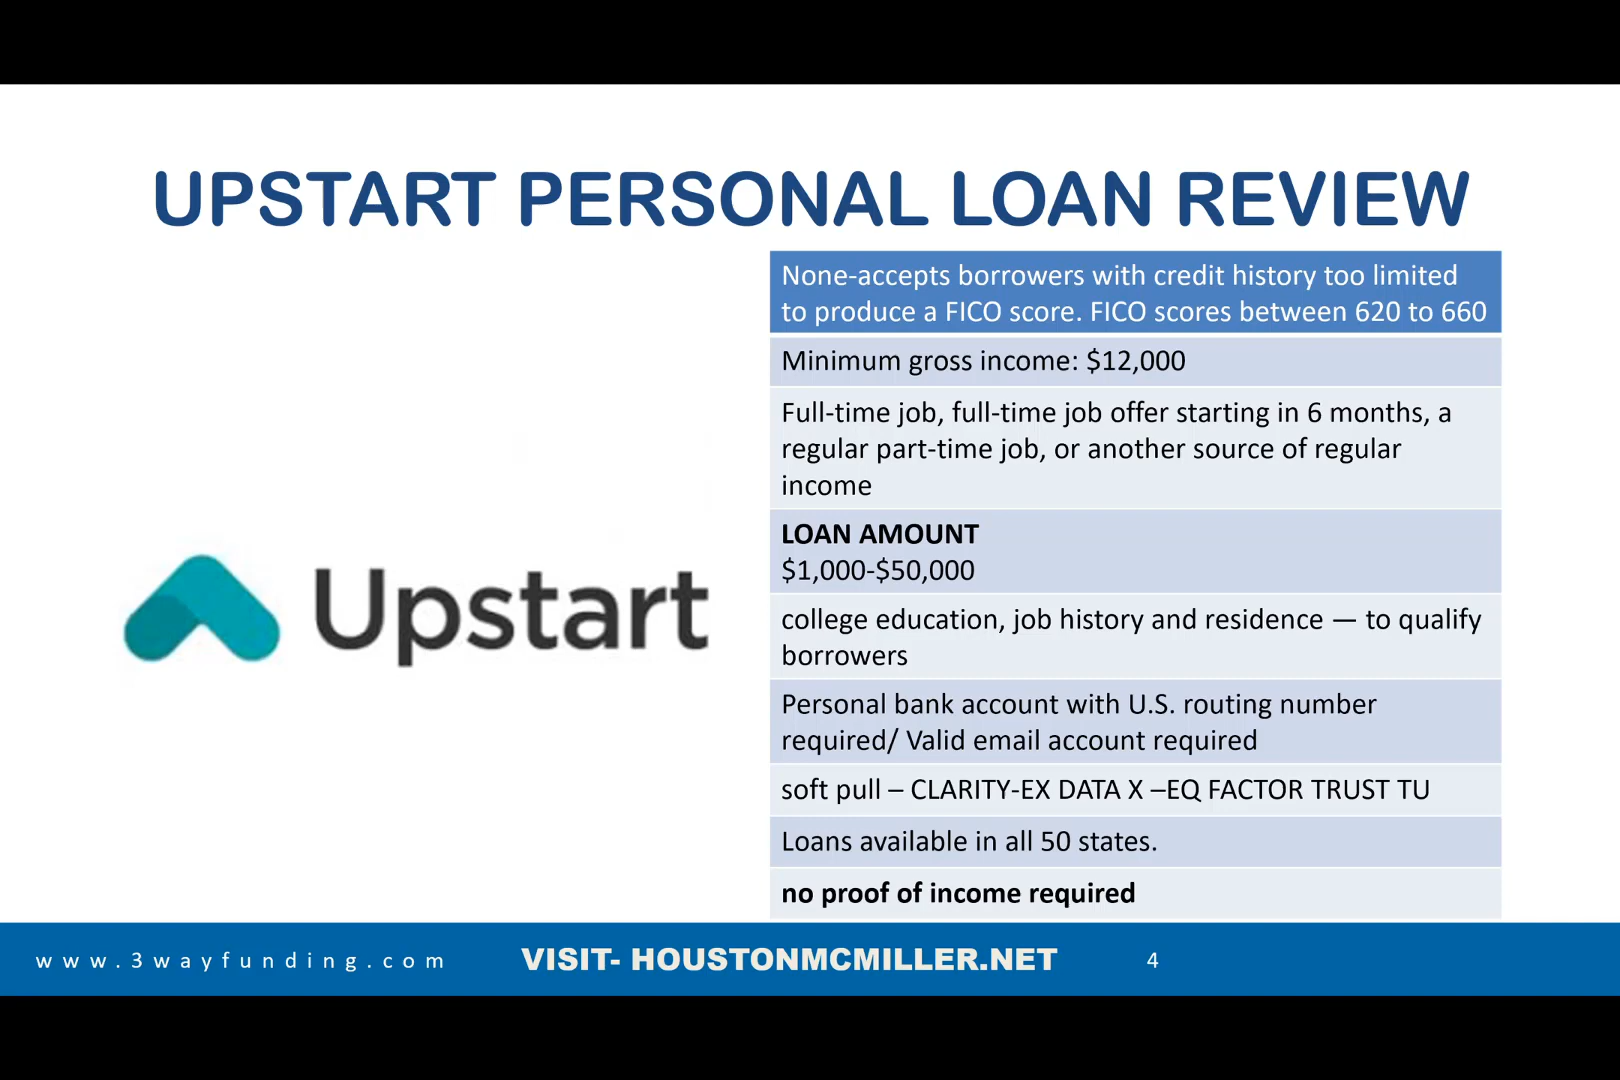 UPSTART PERSONAL LOAN REVIEW
None-accepts borrowers with credit history too limited
to produce a FICO score. FICO scores between 620 to 660
Minimum gross income: $12,000
Full-time job, full-time job offer starting in 6 months, a
regular part-time job, or another source of regular
income
LOAN AMOUNT
$1,000-$50,000
college education, job history and residence — to qualify
borrowers
Personal bank account with U.S. routing number
required/ Valid email account required
soft pull – CLARITY-EX DATA X –EQ FACTOR TRUST TU
Loans available in all 50 states.
no proof of income required
Upstart
www.3wayfunding.com
VISIT- HOUSTONMCMILLER.NET
4